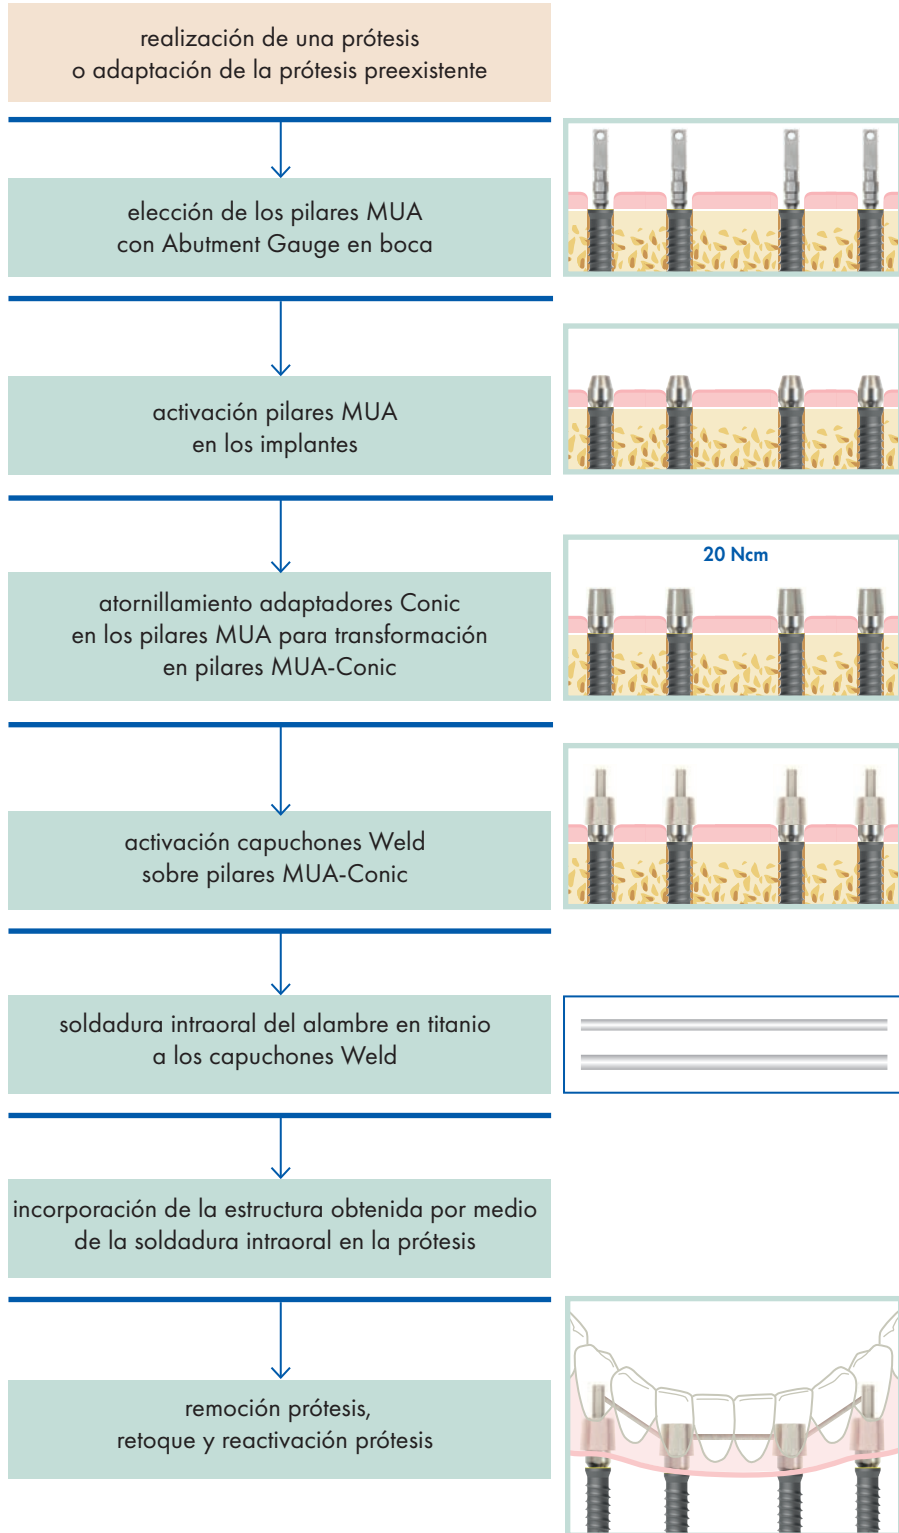 realización de una prótesis
o adaptación de la prótesis preexistente
elección de los pilares MUA
con Abutment Gauge en boca
activación pilares MUA
en los implantes
20 Ncm
atornillamiento adaptadores Conic
en los pilares MUA para transformación
en pilares MUA-Conic
activación capuchones Weld
sobre pilares MUA-Conic
soldadura intraoral del alambre en titanio
a los capuchones Weld
incorporación de la estructura obtenida por medio
de la soldadura intraoral en la prótesis
remoción prótesis,
retoque y reactivación prótesis